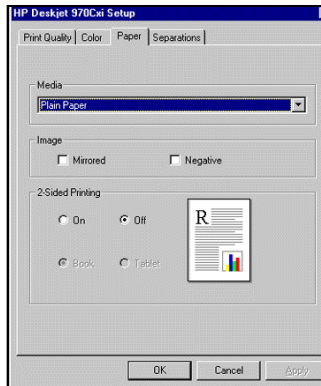 HP Deskjet 970Cxi Setup
Print Quality Color Paper Separations
Media
Plain Paper
Image
Mirrored Negative
2-Sided Printing
On Off
R
Book Tablet
OK Cancel Apply